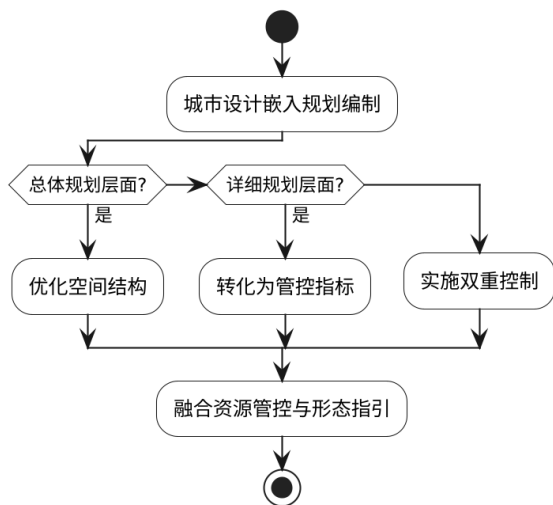 城市设计嵌入规划编制
总体规划层面?
详细规划层面?
是
是
优化空间结构
转化为管控指标
实施双重控制
融合资源管控与形态指引